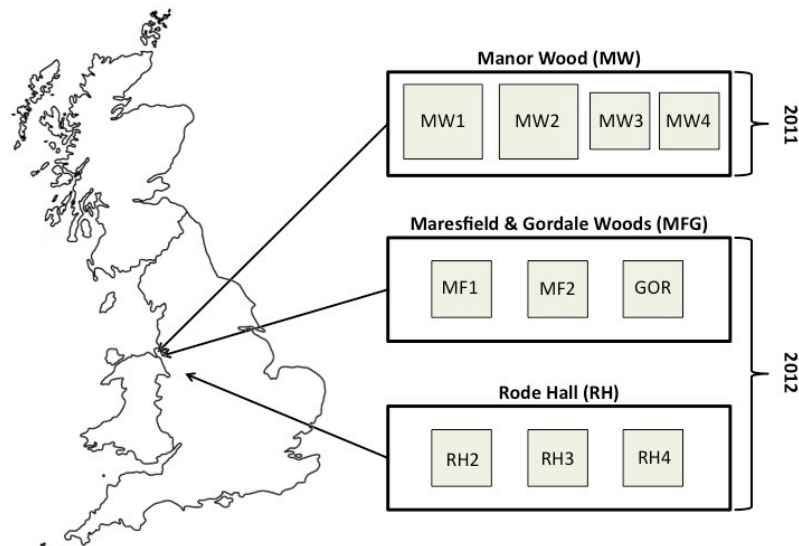 Manor Wood (MW)
MW1 MW2 MW3 MW4
2011
Maresfield & Gordale Woods (MFG)
MF1 MF2 GOR
Rode Hall (RH)
RH2 RH3 RH4
2012